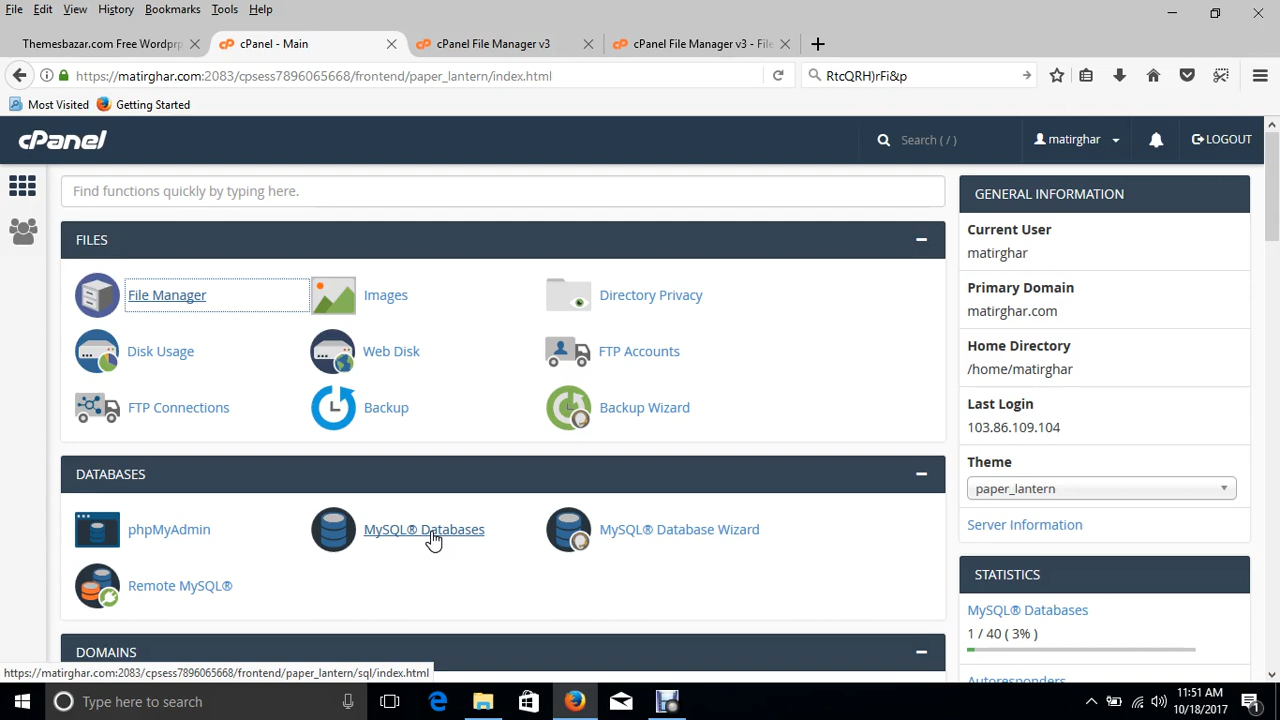 File Edit View History Bookmarks Tools Help
Themesbazar.com Free Wordpr
cPanel - Main
cPanel File Manager v3
cPanel File Manager v3 - File
https://matirghar.com:2083/cpsess7896065668/frontend/paper_lantern/index.html
RtcQRH)rFi&p
Most Visited Getting Started
cPanel
Search ( / )
matirghar
LOGOUT
Find functions quickly by typing here.
FILES
File Manager
Images
Directory Privacy
Disk Usage
Web Disk
FTP Accounts
FTP Connections
Backup
Backup Wizard
DATABASES
phpMyAdmin
MySQL® Databases
MySQL® Database Wizard
Remote MySQL®
DOMAINS
GENERAL INFORMATION
Current User
matirghar
Primary Domain
matirghar.com
Home Directory
/home/matirghar
Last Login
103.86.109.104
Theme
paper_lantern
Server Information
STATISTICS
MySQL® Databases
1 / 40 ( 3% )
Autoresponders
https://matirghar.com:2083/cpsess7896065668/frontend/paper_lantern/sql/index.html
Type here to search
11:51 AM
10/18/2017
1